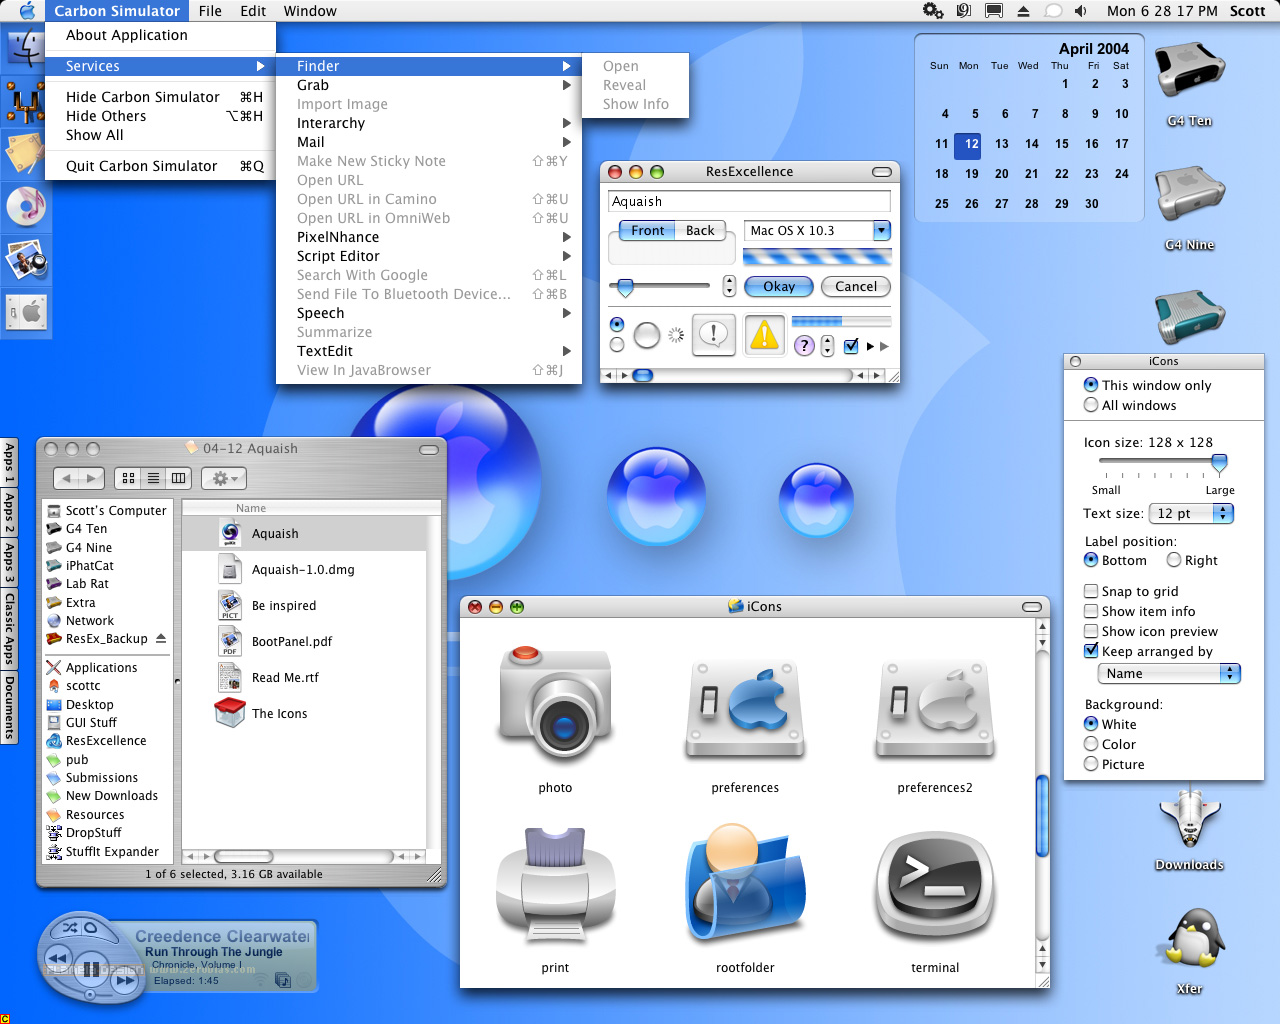 Carbon Simulator File Edit Window
Mon 6 28 17 PM Scott
About Application
Services
Hide Carbon Simulator ⌘H
Hide Others ⌥⌘H
Show All
Quit Carbon Simulator ⌘Q
Finder
Grab
Import Image
Interarchy
Mail
Make New Sticky Note ⇧⌘Y
Open URL
Open URL in Camino ⇧⌘U
Open URL in OmniWeb ⇧⌘U
PixelNhance
Script Editor
Search With Google ⇧⌘L
Send File To Bluetooth Device... ⇧⌘B
Speech
Summarize
TextEdit
View In JavaBrowser ⇧⌘J
Open
Reveal
Show Info
April 2004
Sun Mon Tue Wed Thu Fri Sat
1 2 3
4 5 6 7 8 9 10
11 12 13 14 15 16 17
18 19 20 21 22 23 24
25 26 27 28 29 30
G4 Ten
G4 Nine
ResExcellence
Aquaish
Front Back
Mac OS X 10.3
Okay Cancel
iCons
This window only
All windows
Icon size: 128 x 128
Small Large
Text size: 12 pt
Label position:
Bottom Right
Snap to grid
Show item info
Show icon preview
Keep arranged by
Name
Background:
White
Color
Picture
Apps 1
Apps 2
Apps 3
Classic Apps
Documents
04-12 Aquaish
Scott's Computer
G4 Ten
G4 Nine
iPhatCat
Lab Rat
Extra
Network
ResEx_Backup
Applications
scottc
Desktop
GUI Stuff
ResExcellence
pub
Submissions
New Downloads
Resources
DropStuff
StuffIt Expander
Name
Aquaish
Aquaish-1.0.dmg
Be inspired
BootPanel.pdf
Read Me.rtf
The Icons
PICT
PDF
1 of 6 selected, 3.16 GB available
iCons
photo
preferences
preferences2
print
rootfolder
terminal
Downloads
Xfer
Creedence Clearwater
Run Through The Jungle
Chronicle, Volume I
Elapsed: 1:45